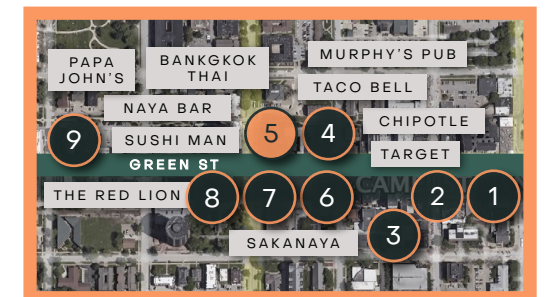 PAPA
JOHN'S
BANKGKOK
THAI
MURPHY'S PUB
NAYA BAR
TACO BELL
SUSHI MAN
CHIPOTLE
TARGET
9
5
4
GREEN ST
THE RED LION
8
7
6
2
1
SAKANAYA
3